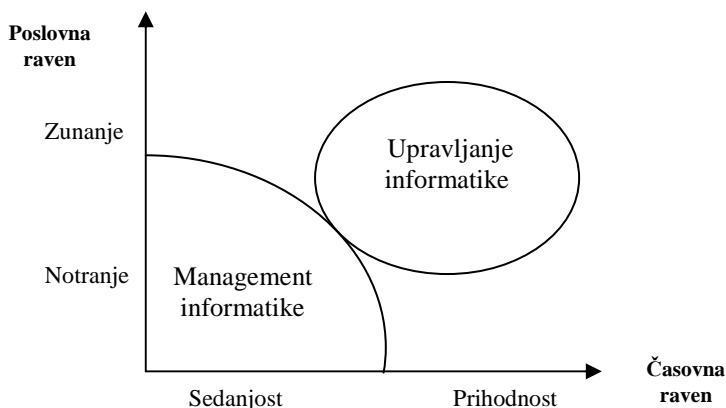 Poslovna
raven
Zunanje
Upravljanje
informatike
Notranje
Management
informatike
Časovna
raven
Sedanjost
Prihodnost